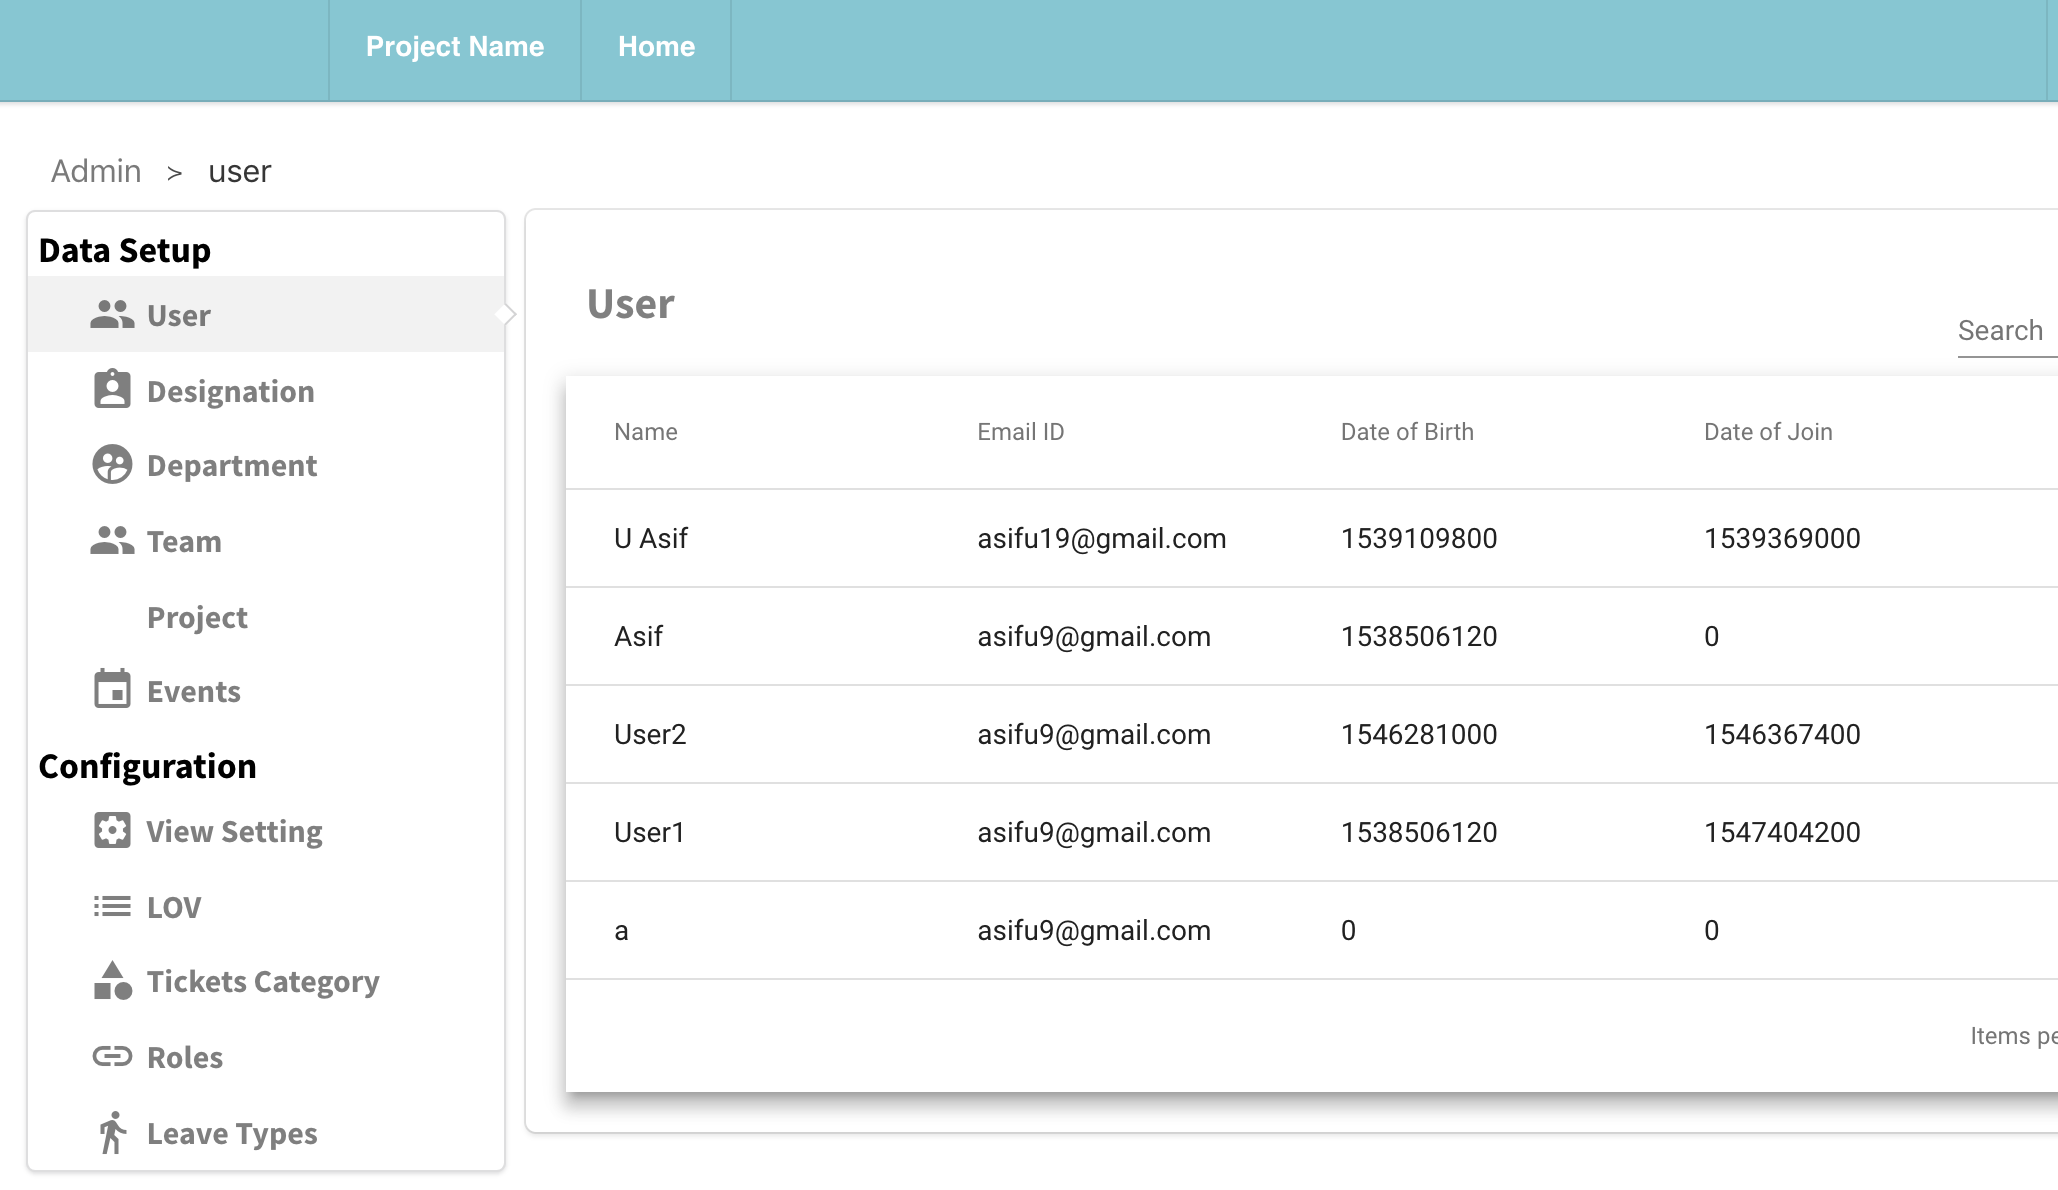 Project Name Home
Admin > user
Data Setup
User
Designation
Department
Team
Project
Events
Configuration
View Setting
LOV
Tickets Category
Roles
Leave Types
User
Search
Name Email ID Date of Birth Date of Join
U Asif asifu19@gmail.com 1539109800 1539369000
Asif asifu9@gmail.com 1538506120 0
User2 asifu9@gmail.com 1546281000 1546367400
User1 asifu9@gmail.com 1538506120 1547404200
a asifu9@gmail.com 0 0
Items pe